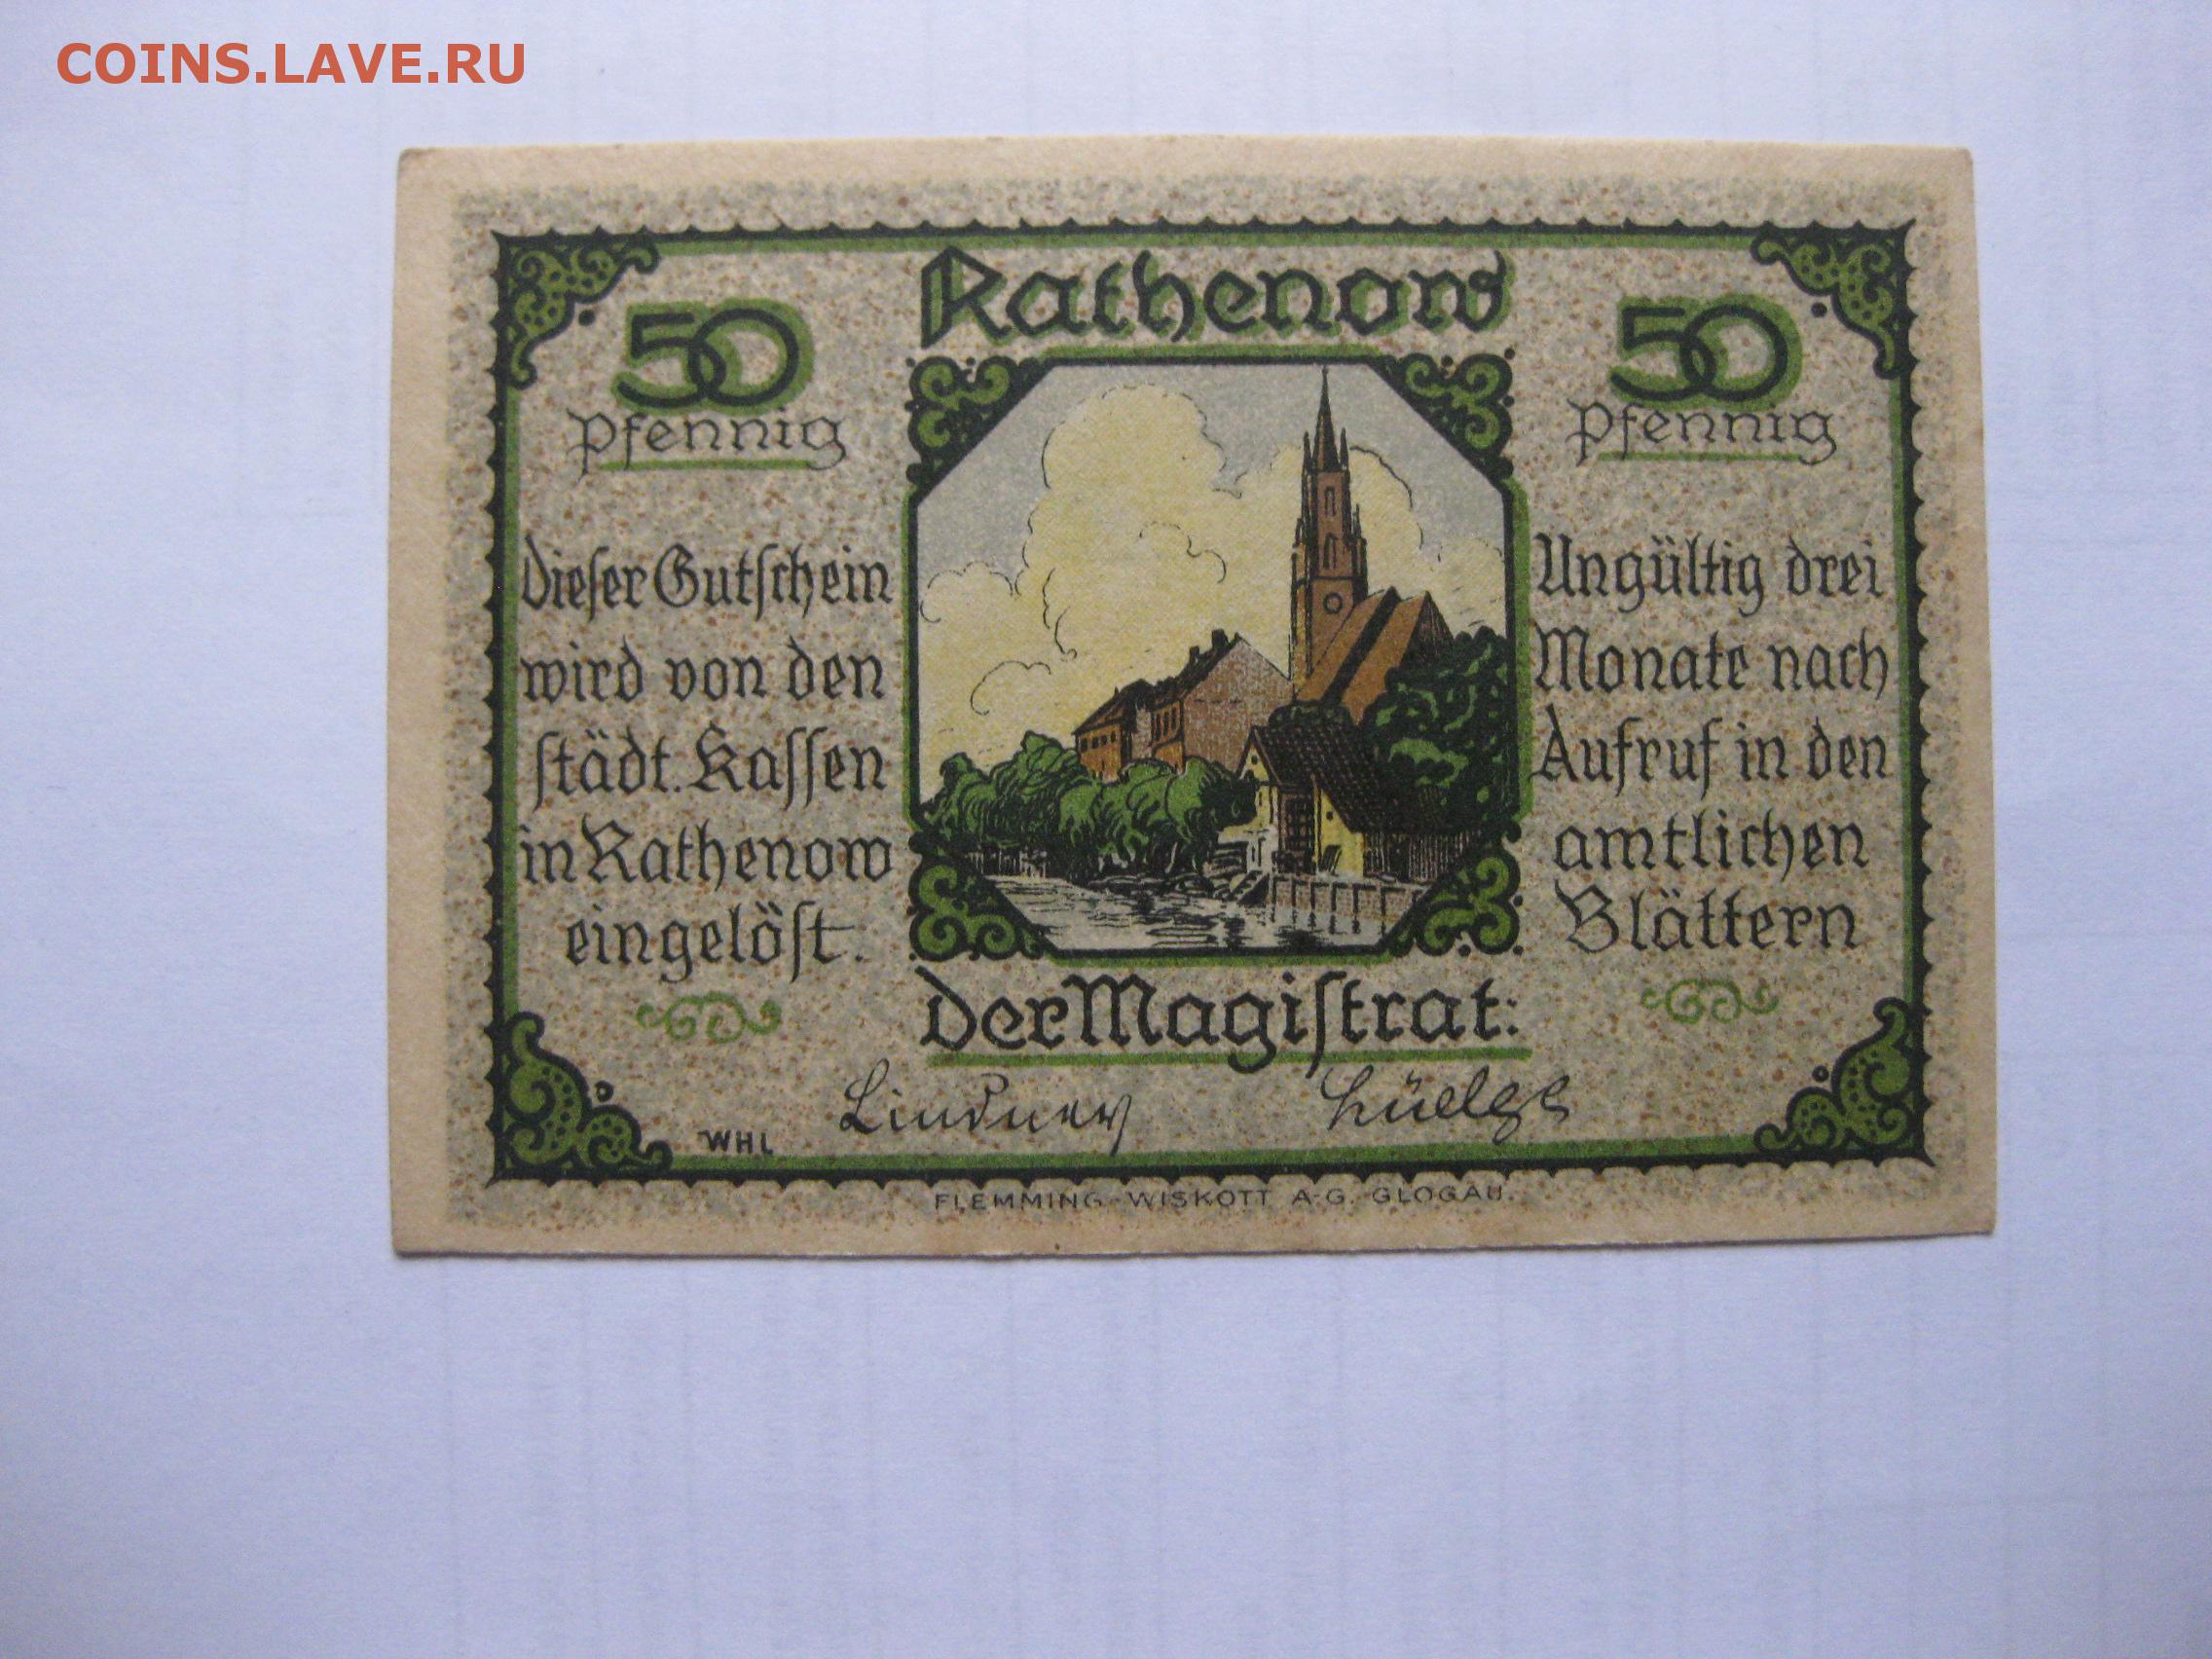 COINS.LAVE.RU
Rathenow
50
Pfennig
50
Pfennig
Dieser Gutschein
wird von den
städt. Kassen
in Rathenow
eingelöst.
Ungültig drei
Monate nach
Aufruf in den
amtlichen
Blättern
der Magistrat:
Lindner
WHL
FLEMMING-WISKOTT A-G. GLOGAU.